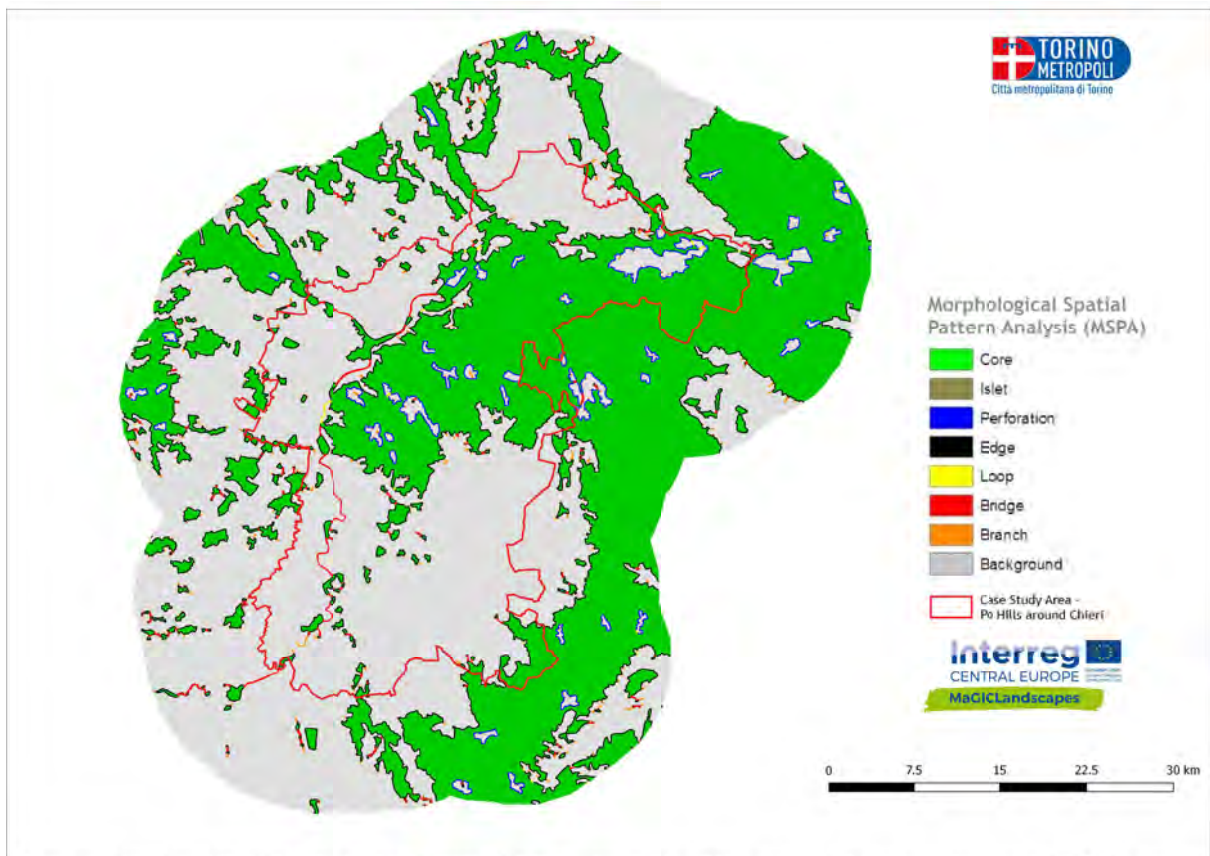 TORINO
METROPOLI
Città metropolitana di Torino
Morphological Spatial
Pattern Analysis (MSPA)
Core
Islet
Perforation
Edge
Loop
Bridge
Branch
Background
Case Study Area -
Po Hills around Chieri
Interreg
CENTRAL EUROPE
MaGICLandscapes
0 7.5 15 22.5 30 km